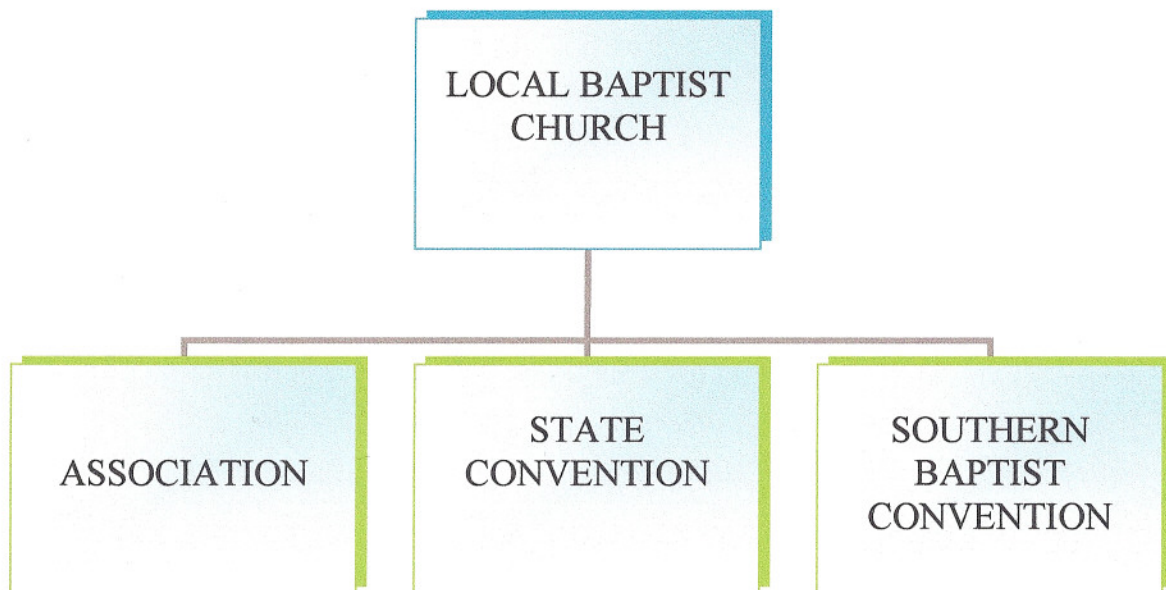 LOCAL BAPTIST
CHURCH
ASSOCIATION
STATE
CONVENTION
SOUTHERN
BAPTIST
CONVENTION